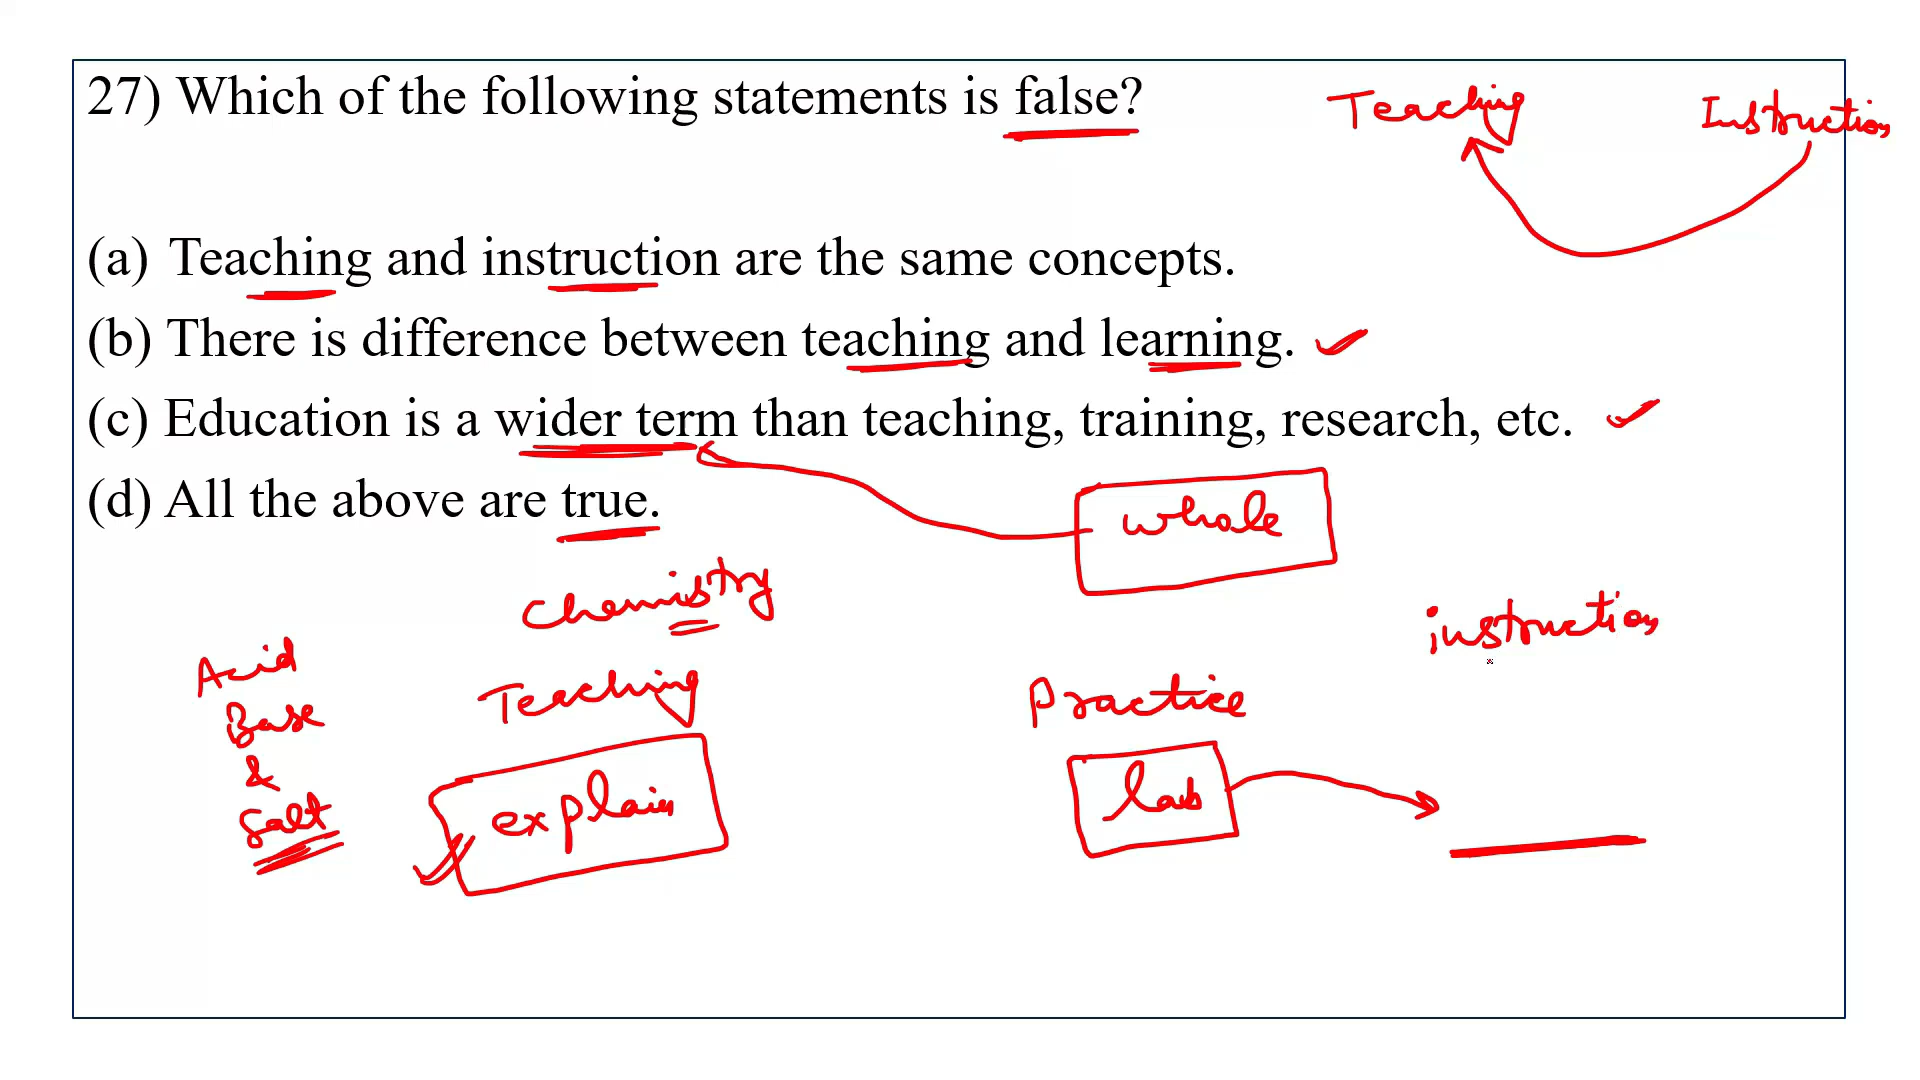 27) Which of the following statements is false?
Teaching Instruction
(a) Teaching and instruction are the same concepts.
(b) There is difference between teaching and learning.
(c) Education is a wider term than teaching, training, research, etc.
(d) All the above are true.
whole
Chemistry
instruction
Acid
Base
&
Salt
Teaching
explain
Practice
lab